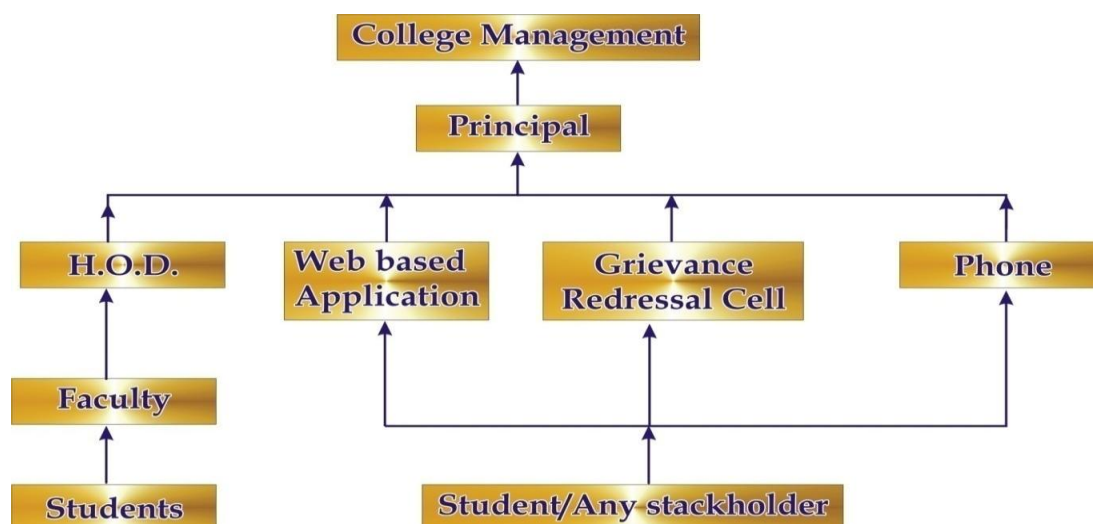 College Management
Principal
H.O.D.
Web based
Application
Grievance
Redressal Cell
Phone
Faculty
Students
Student/Any stackholder